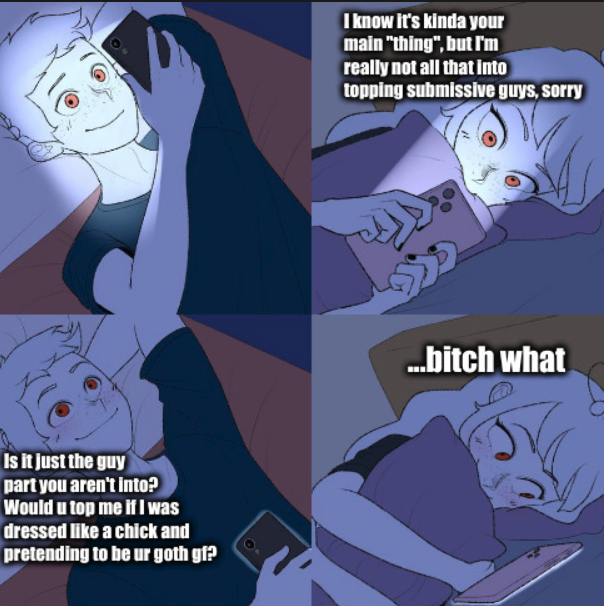 I know it's kinda your
main "thing", but I'm
really not all that into
topping submissive guys, sorry
Is it just the guy
part you aren't into?
Would u top me if I was
dressed like a chick and
pretending to be ur goth gf?
...bitch what